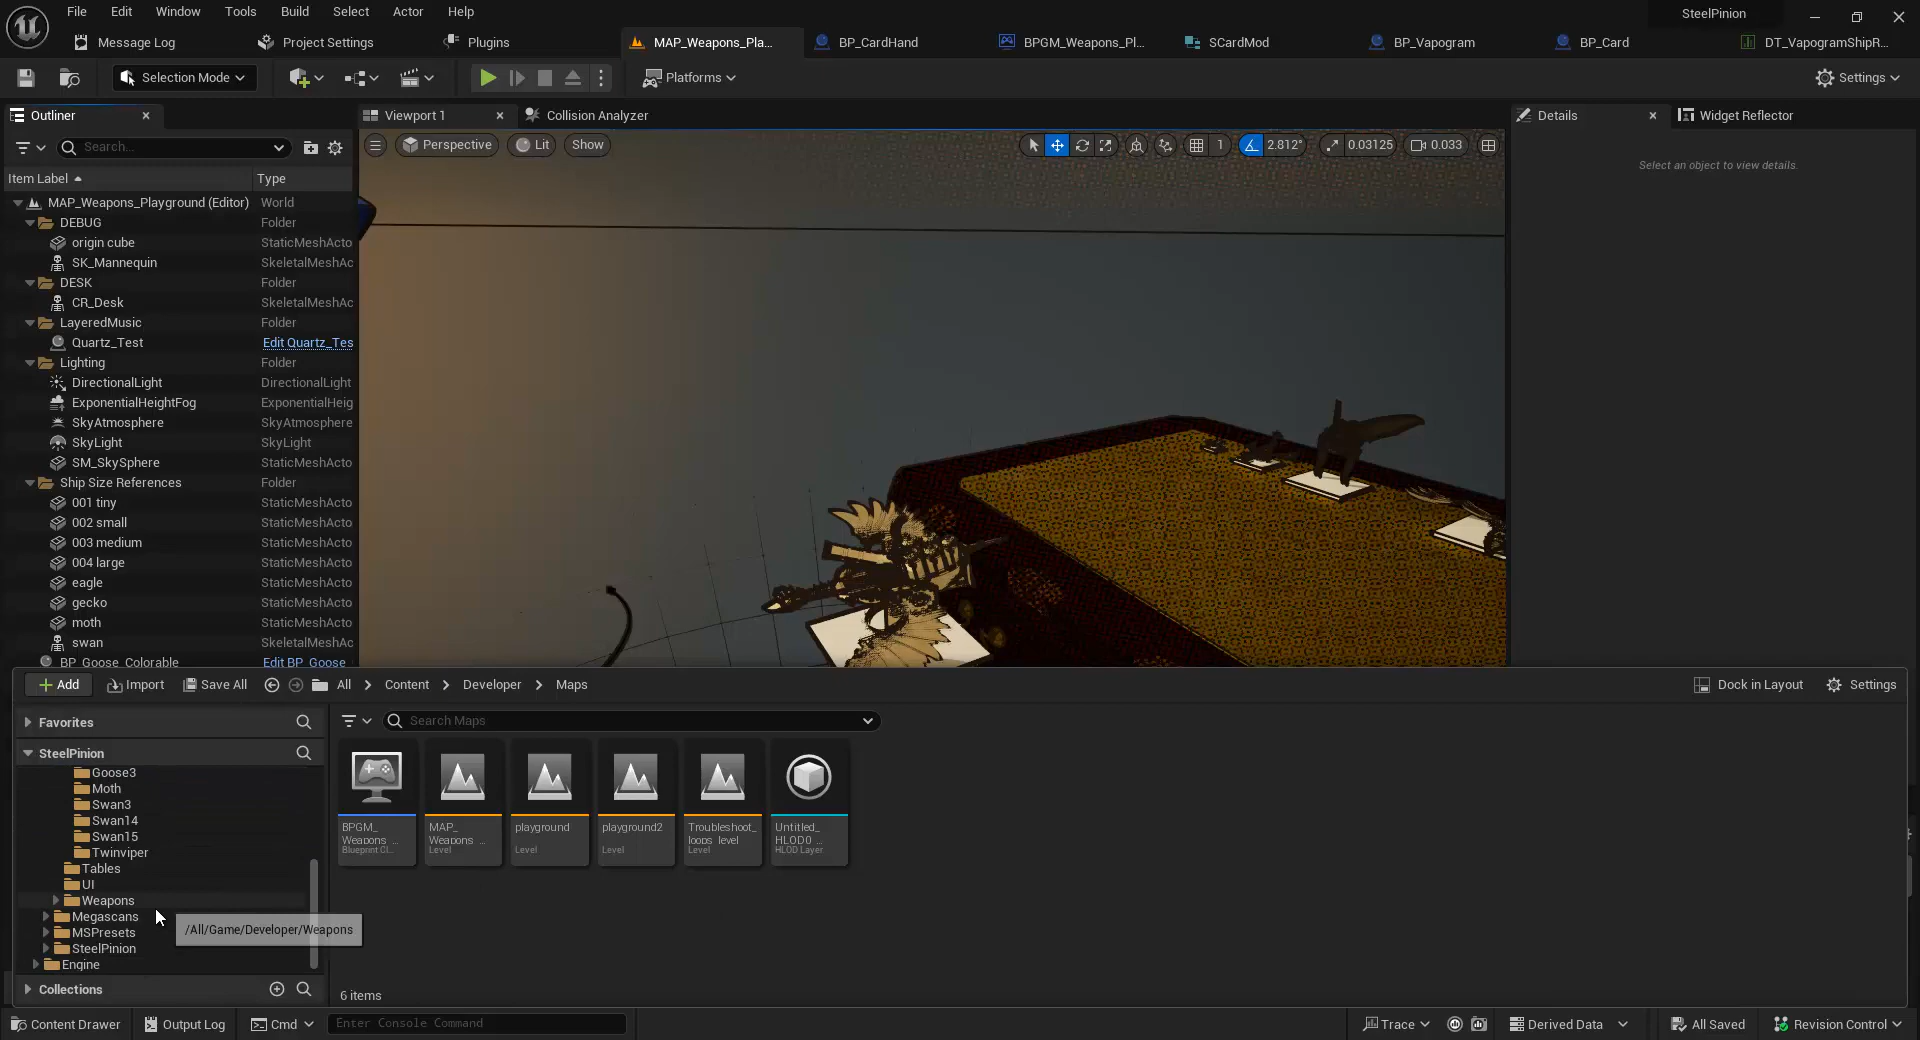 File Edit Window Tools Build Select Actor Help
SteelPinion
Message Log
Project Settings
Plugins
MAP_Weapons_Pla...
BP_CardHand
BPGM_Weapons_Pl...
SCardMod
BP_Vapogram
BP_Card
DT_VapogramShipR...
Selection Mode
Platforms
Settings
Outliner
Viewport 1
Collision Analyzer
Details
Widget Reflector
Search...
Perspective
Lit
Show
1
2.812°
0.03125
0.033
Select an object to view details.
Item Label Type
MAP_Weapons_Playground (Editor) World
DEBUG Folder
origin cube StaticMeshActo
SK_Mannequin SkeletalMeshAc
DESK Folder
CR_Desk SkeletalMeshAc
LayeredMusic Folder
Quartz_Test Edit Quartz_Tes
Lighting Folder
DirectionalLight DirectionalLight
ExponentialHeightFog ExponentialHeig
SkyAtmosphere SkyAtmosphere
SkyLight SkyLight
SM_SkySphere StaticMeshActo
Ship Size References Folder
001 tiny StaticMeshActo
002 small StaticMeshActo
003 medium StaticMeshActo
004 large StaticMeshActo
eagle StaticMeshActo
gecko StaticMeshActo
moth StaticMeshActo
swan SkeletalMeshAc
BP_Goose_Colorable Edit BP_Goose
Add Import Save All All Content Developer Maps
Dock in Layout Settings
Favorites
Search Maps
SteelPinion
Goose3
Moth
Swan3
Swan14
Swan15
Twinviper
Tables
UI
Weapons
Megascans
MSPresets
SteelPinion
Engine
/All/Game/Developer/Weapons
BPGM_
Weapons_
...
Blueprint Cl...
MAP_
Weapons_...
Level
playground
Level
playground2
Level
Troubleshoot_
loops_level
Level
Untitled_
HLOD0_...
HLOD Layer
Collections
6 items
Content Drawer
Output Log
Cmd
Enter Console Command
Trace
Derived Data
All Saved
Revision Control